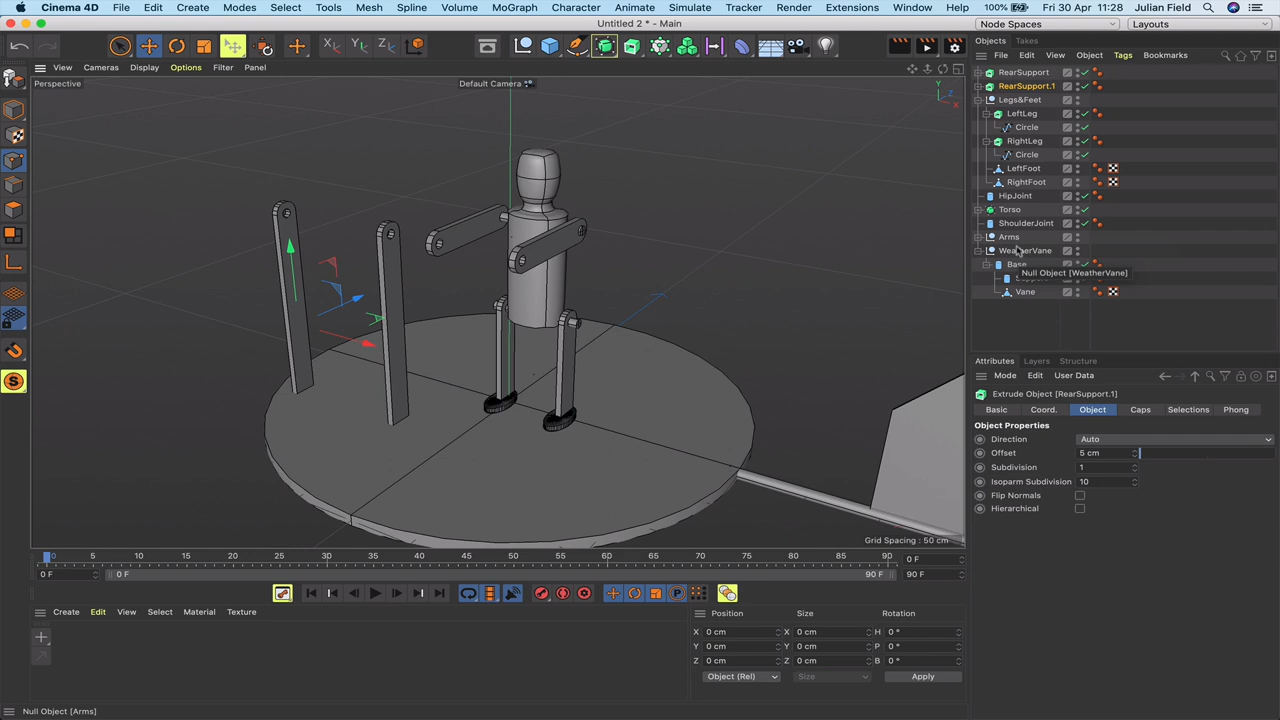 Cinema 4D File Edit Create Modes Select Tools Mesh Spline Volume MoGraph Character Animate Simulate Tracker Render Extensions Window Help 100% Fri 30 Apr 11:28 Julian Field
Untitled 2 * - Main
Node Spaces Layouts
Objects Takes
View Cameras Display Options Filter Panel
File Edit View Object Tags Bookmarks
Perspective
Default Camera
Y
X
RearSupport
RearSupport.1
Legs&Feet
LeftLeg
Circle
RightLeg
Circle
LeftFoot
RightFoot
HipJoint
Torso
ShoulderJoint
Arms
WeatherVane
Base
Null Object [WeatherVane]
Vane
Attributes Layers Structure
Mode Edit User Data
Extrude Object [RearSupport.1]
Basic Coord. Object Caps Selections Phong
Object Properties
Direction Auto
Offset 5 cm
Subdivision 1
Isoparm Subdivision 10
Flip Normals
Hierarchical
Grid Spacing : 50 cm
0 5 10 15 20 25 30 35 40 45 50 55 60 65 70 75 80 85 90 0 F
0 F 0 F 90 F 90 F
Create Edit View Select Material Texture
Position Size Rotation
X 0 cm X 0 cm H 0 °
Y 0 cm Y 0 cm P 0 °
Z 0 cm Z 0 cm B 0 °
Object (Rel) Size Apply
Null Object [Arms]